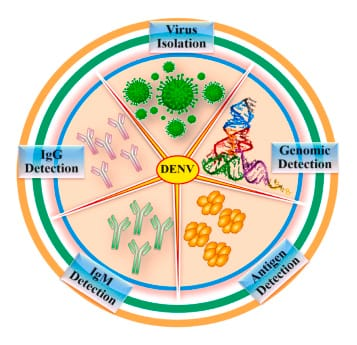 Virus
Isolation
Genomic
Detection
Antigen
Detection
IgM
Detection
IgG
Detection
DENV